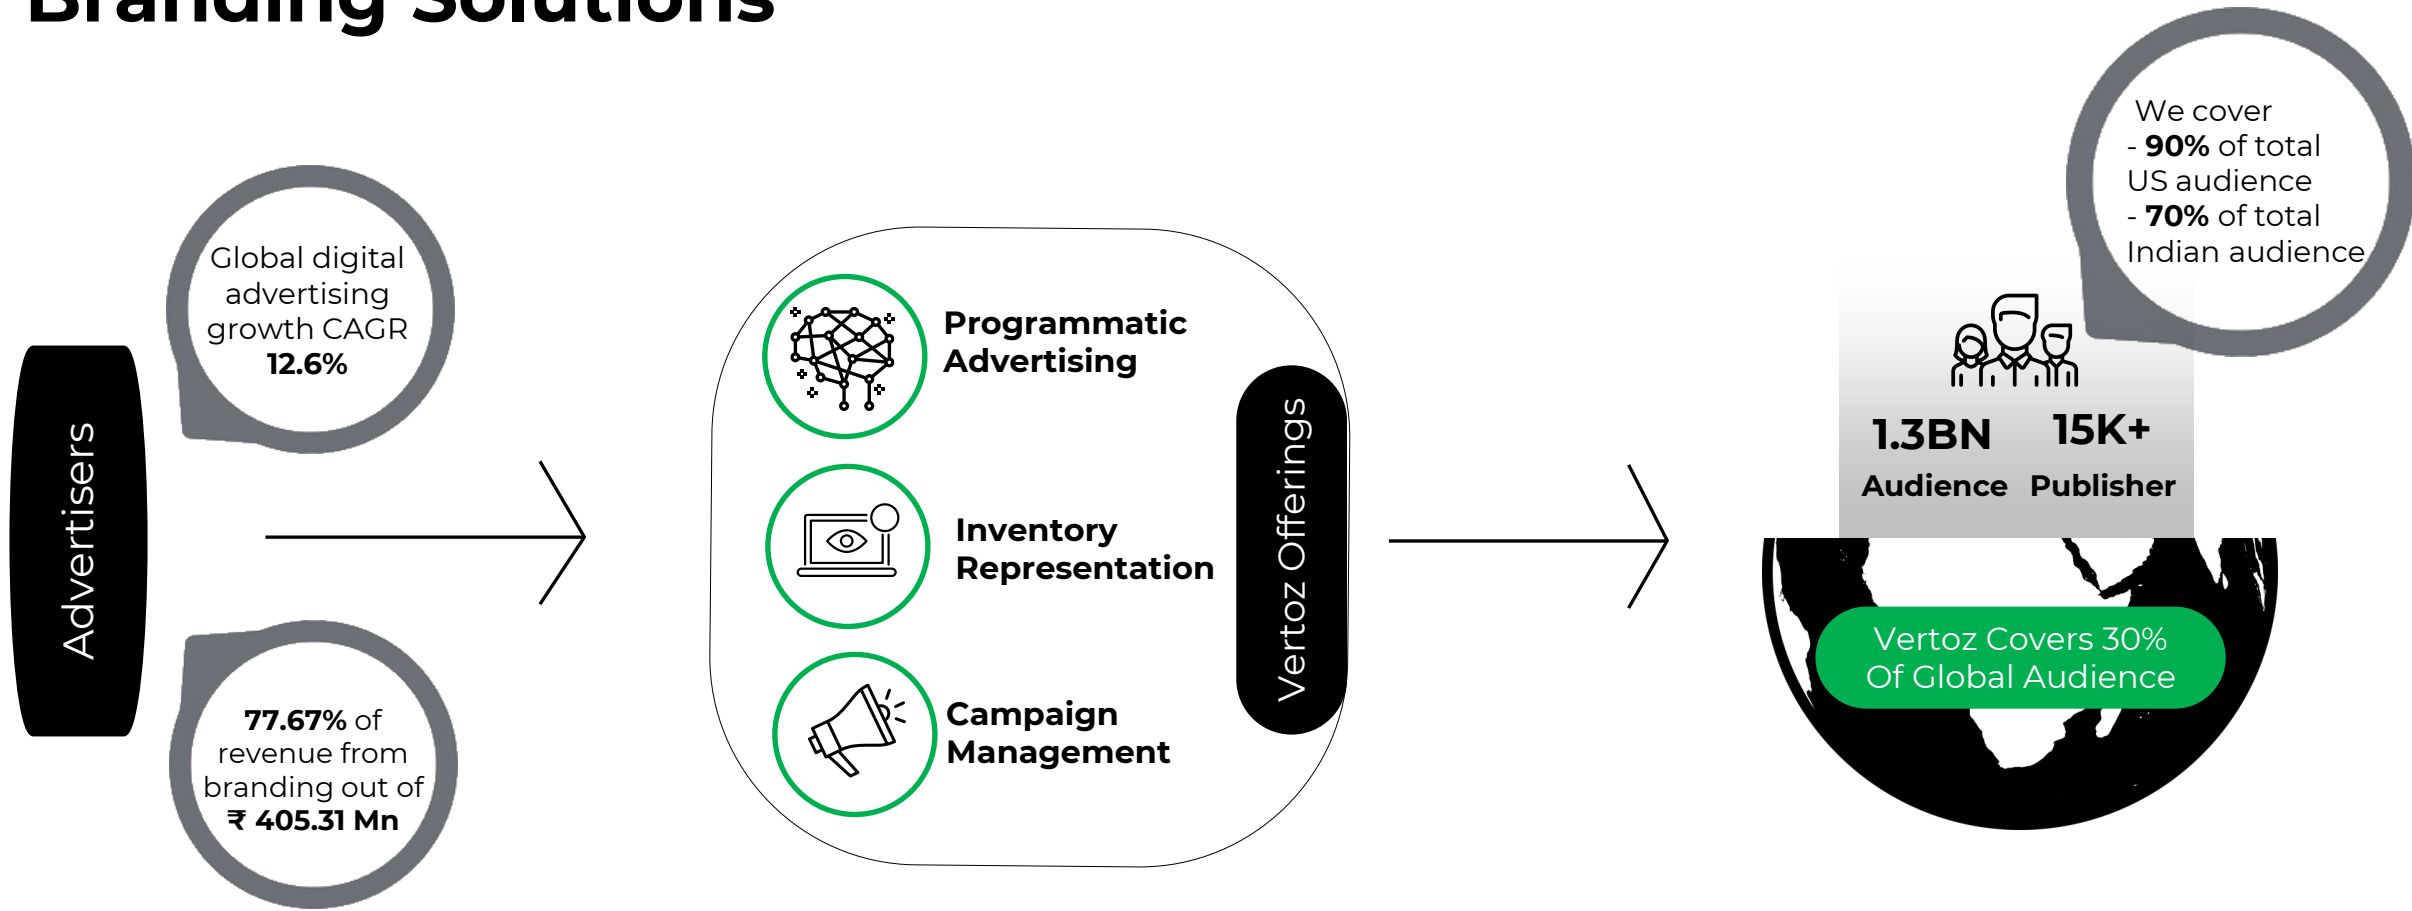 Branding Solutions
Global digital
advertising
growth CAGR
12.6%
Advertisers
77.67% of
revenue from
branding out of
₹ 405.31 Mn
Programmatic
Advertising
Inventory
Representation
Campaign
Management
Vertoz Offerings
We cover
- 90% of total
US audience
- 70% of total
Indian audience
1.3BN
Audience
15K+
Publisher
Vertoz Covers 30%
Of Global Audience